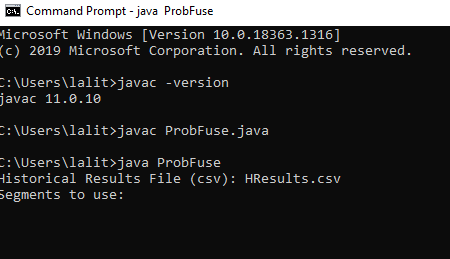 Command Prompt - java  ProbFuse
Microsoft Windows [Version 10.0.18363.1316]
(c) 2019 Microsoft Corporation. All rights reserved.
C:\Users\lalit>javac -version
javac 11.0.10
C:\Users\lalit>javac ProbFuse.java
C:\Users\lalit>java ProbFuse
Historical Results File (csv): HResults.csv
Segments to use: